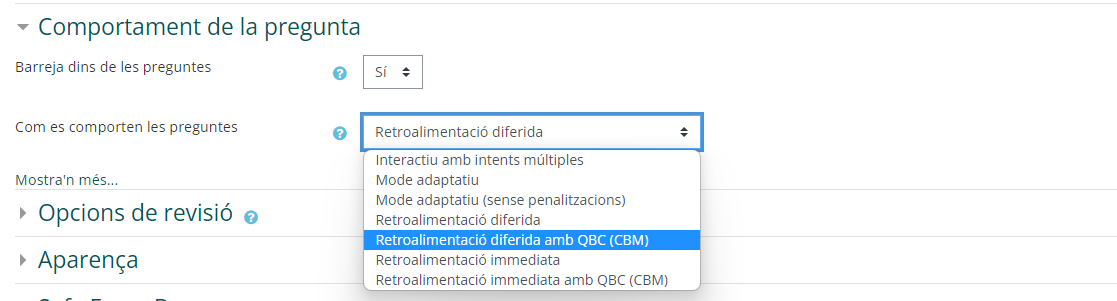 Comportament de la pregunta
Barreja dins de les preguntes
Sí
Com es comporten les preguntes
Retroalimentació diferida
Interactiu amb intents múltiples
Mode adaptatiu
Mostra'n més...
Mode adaptatiu (sense penalitzacions)
Opcions de revisió
Retroalimentació diferida
Retroalimentació diferida amb QBC (CBM)
Aparença
Retroalimentació immediata
Retroalimentació immediata amb QBC (CBM)